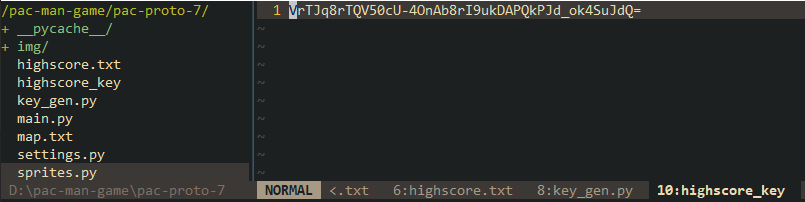 /pac-man-game/pac-proto-7/
+ __pycache__/
+ img/
highscore.txt
highscore_key
key_gen.py
main.py
map.txt
settings.py
sprites.py
D:\pac-man-game\pac-proto-7
1 VrTJq8rTQV50cU-4OnAb8rI9ukDAPQkPJd_ok4SuJdQ=
~
~
~
~
~
~
~
~
~
NORMAL <.txt 6:highscore.txt 8:key_gen.py 10:highscore_key